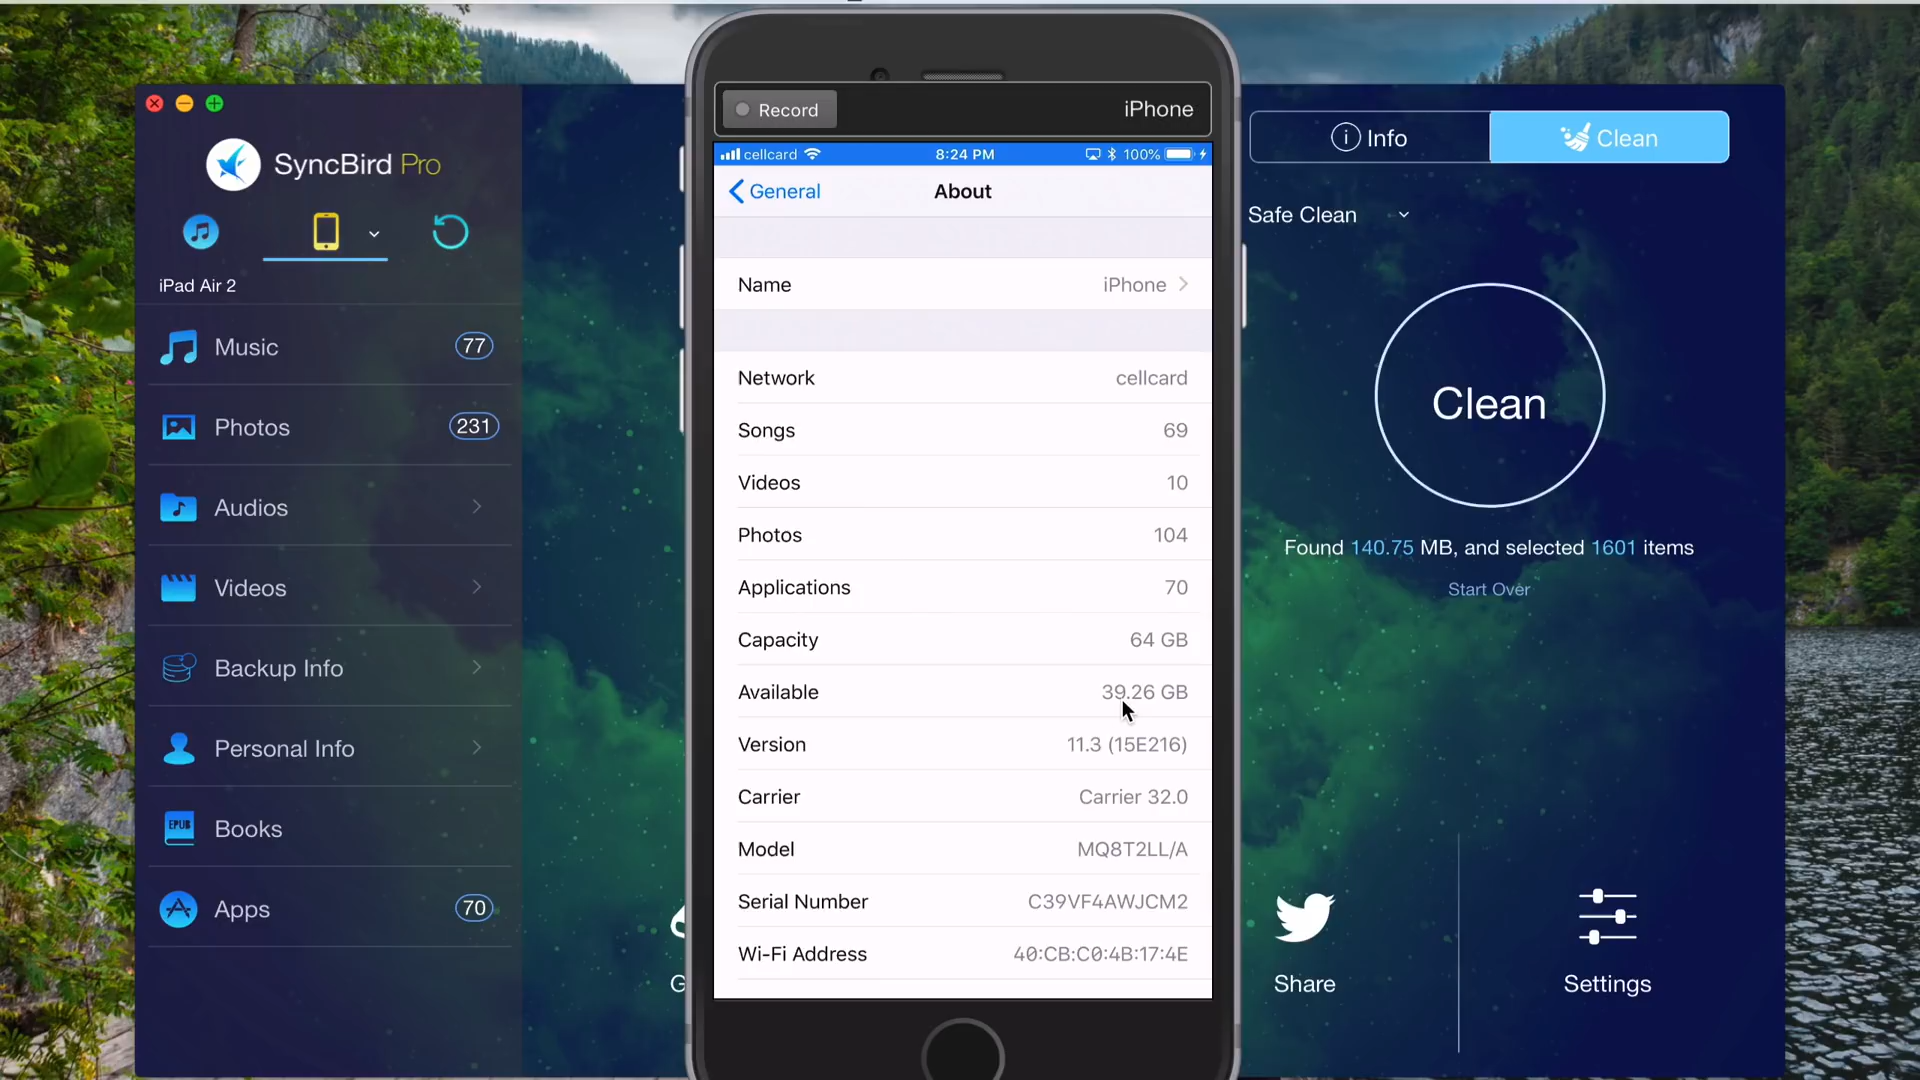 SyncBird Pro
iPad Air 2
Music 77
Photos 231
Audios
Videos
Backup Info
Personal Info
EPUB
Books
Apps 70
G
Record
iPhone
cellcard 8:24 PM 100%
General
About
Name iPhone
Network cellcard
Songs 69
Videos 10
Photos 104
Applications 70
Capacity 64 GB
Available 39.26 GB
Version 11.3 (15E216)
Carrier Carrier 32.0
Model MQ8T2LL/A
Serial Number C39VF4AWJCM2
Wi-Fi Address 40:CB:C0:4B:17:4E
Info
Clean
Safe Clean
Clean
Found 140.75 MB, and selected 1601 items
Start Over
Share
Settings